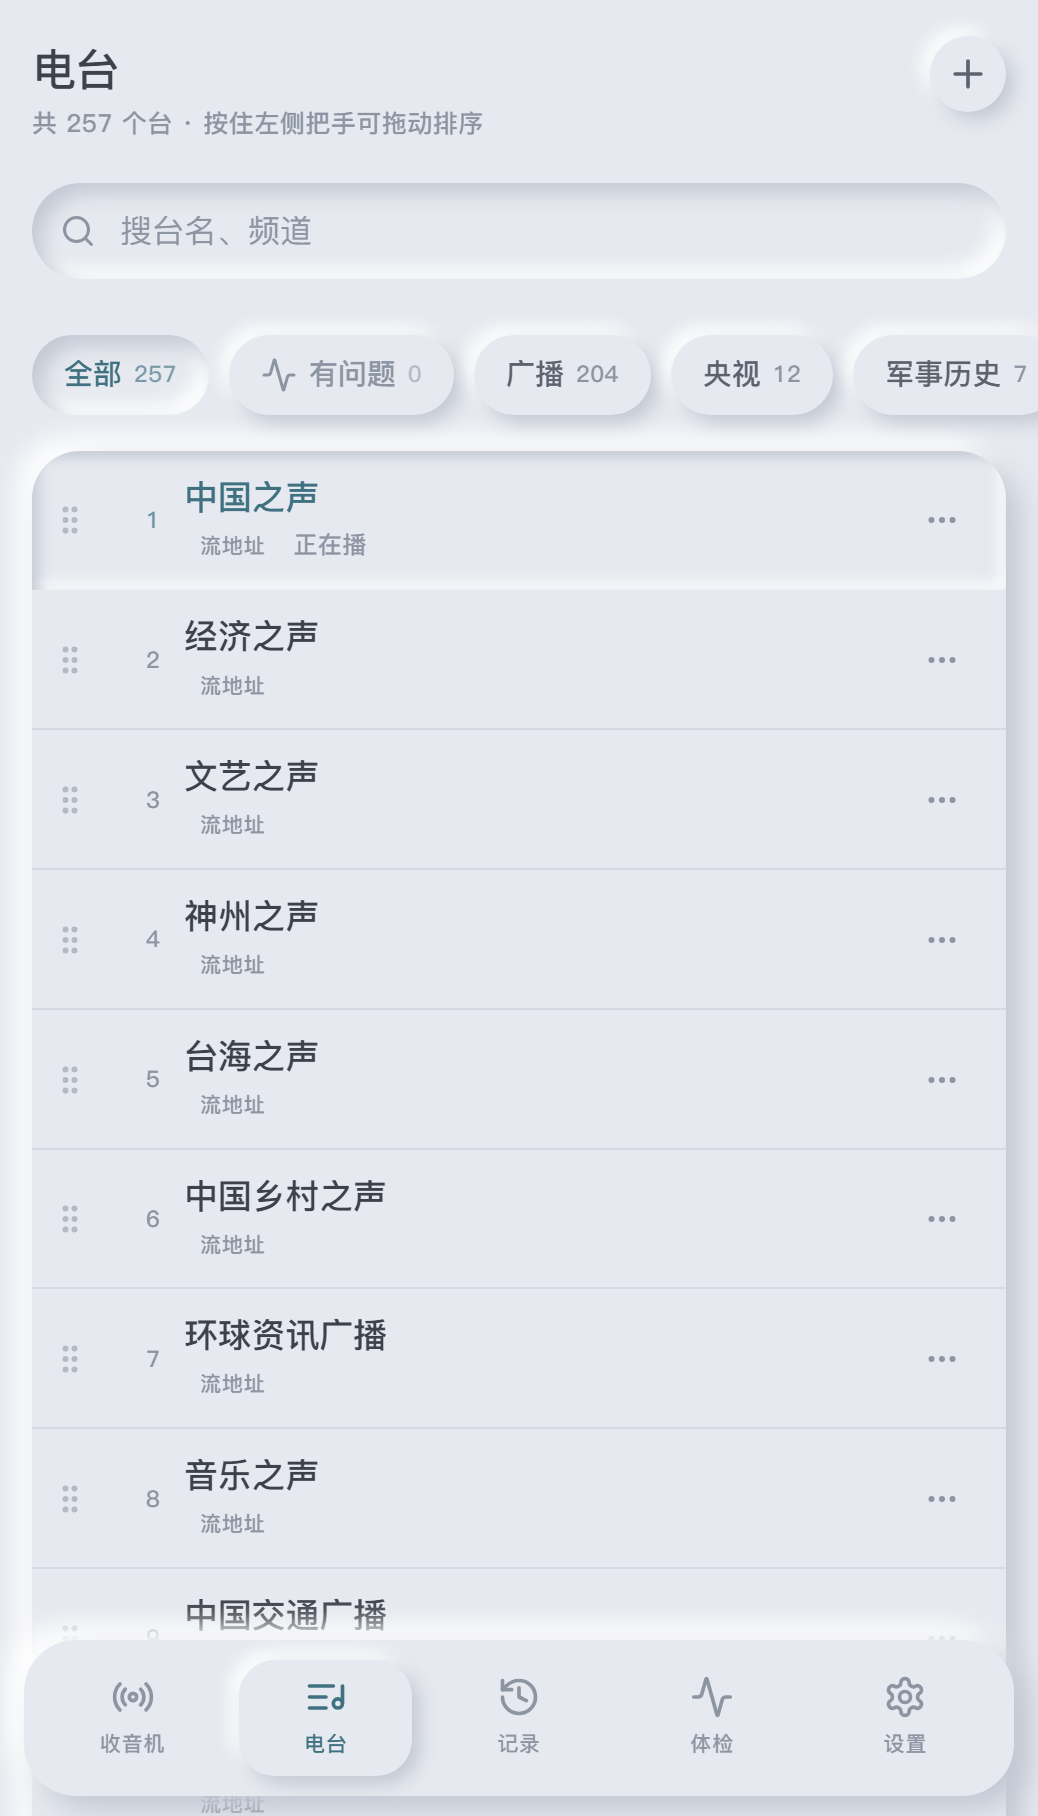 电台
共 257 个台 · 按住左侧把手可拖动排序
搜台名、频道
全部 257 有问题 0 广播 204 央视 12 军事历史 7
1 中国之声
流地址 正在播
2 经济之声
流地址
3 文艺之声
流地址
4 神州之声
流地址
5 台海之声
流地址
6 中国乡村之声
流地址
7 环球资讯广播
流地址
8 音乐之声
流地址
9 中国交通广播
收音机 电台 记录 体检 设置
流地址